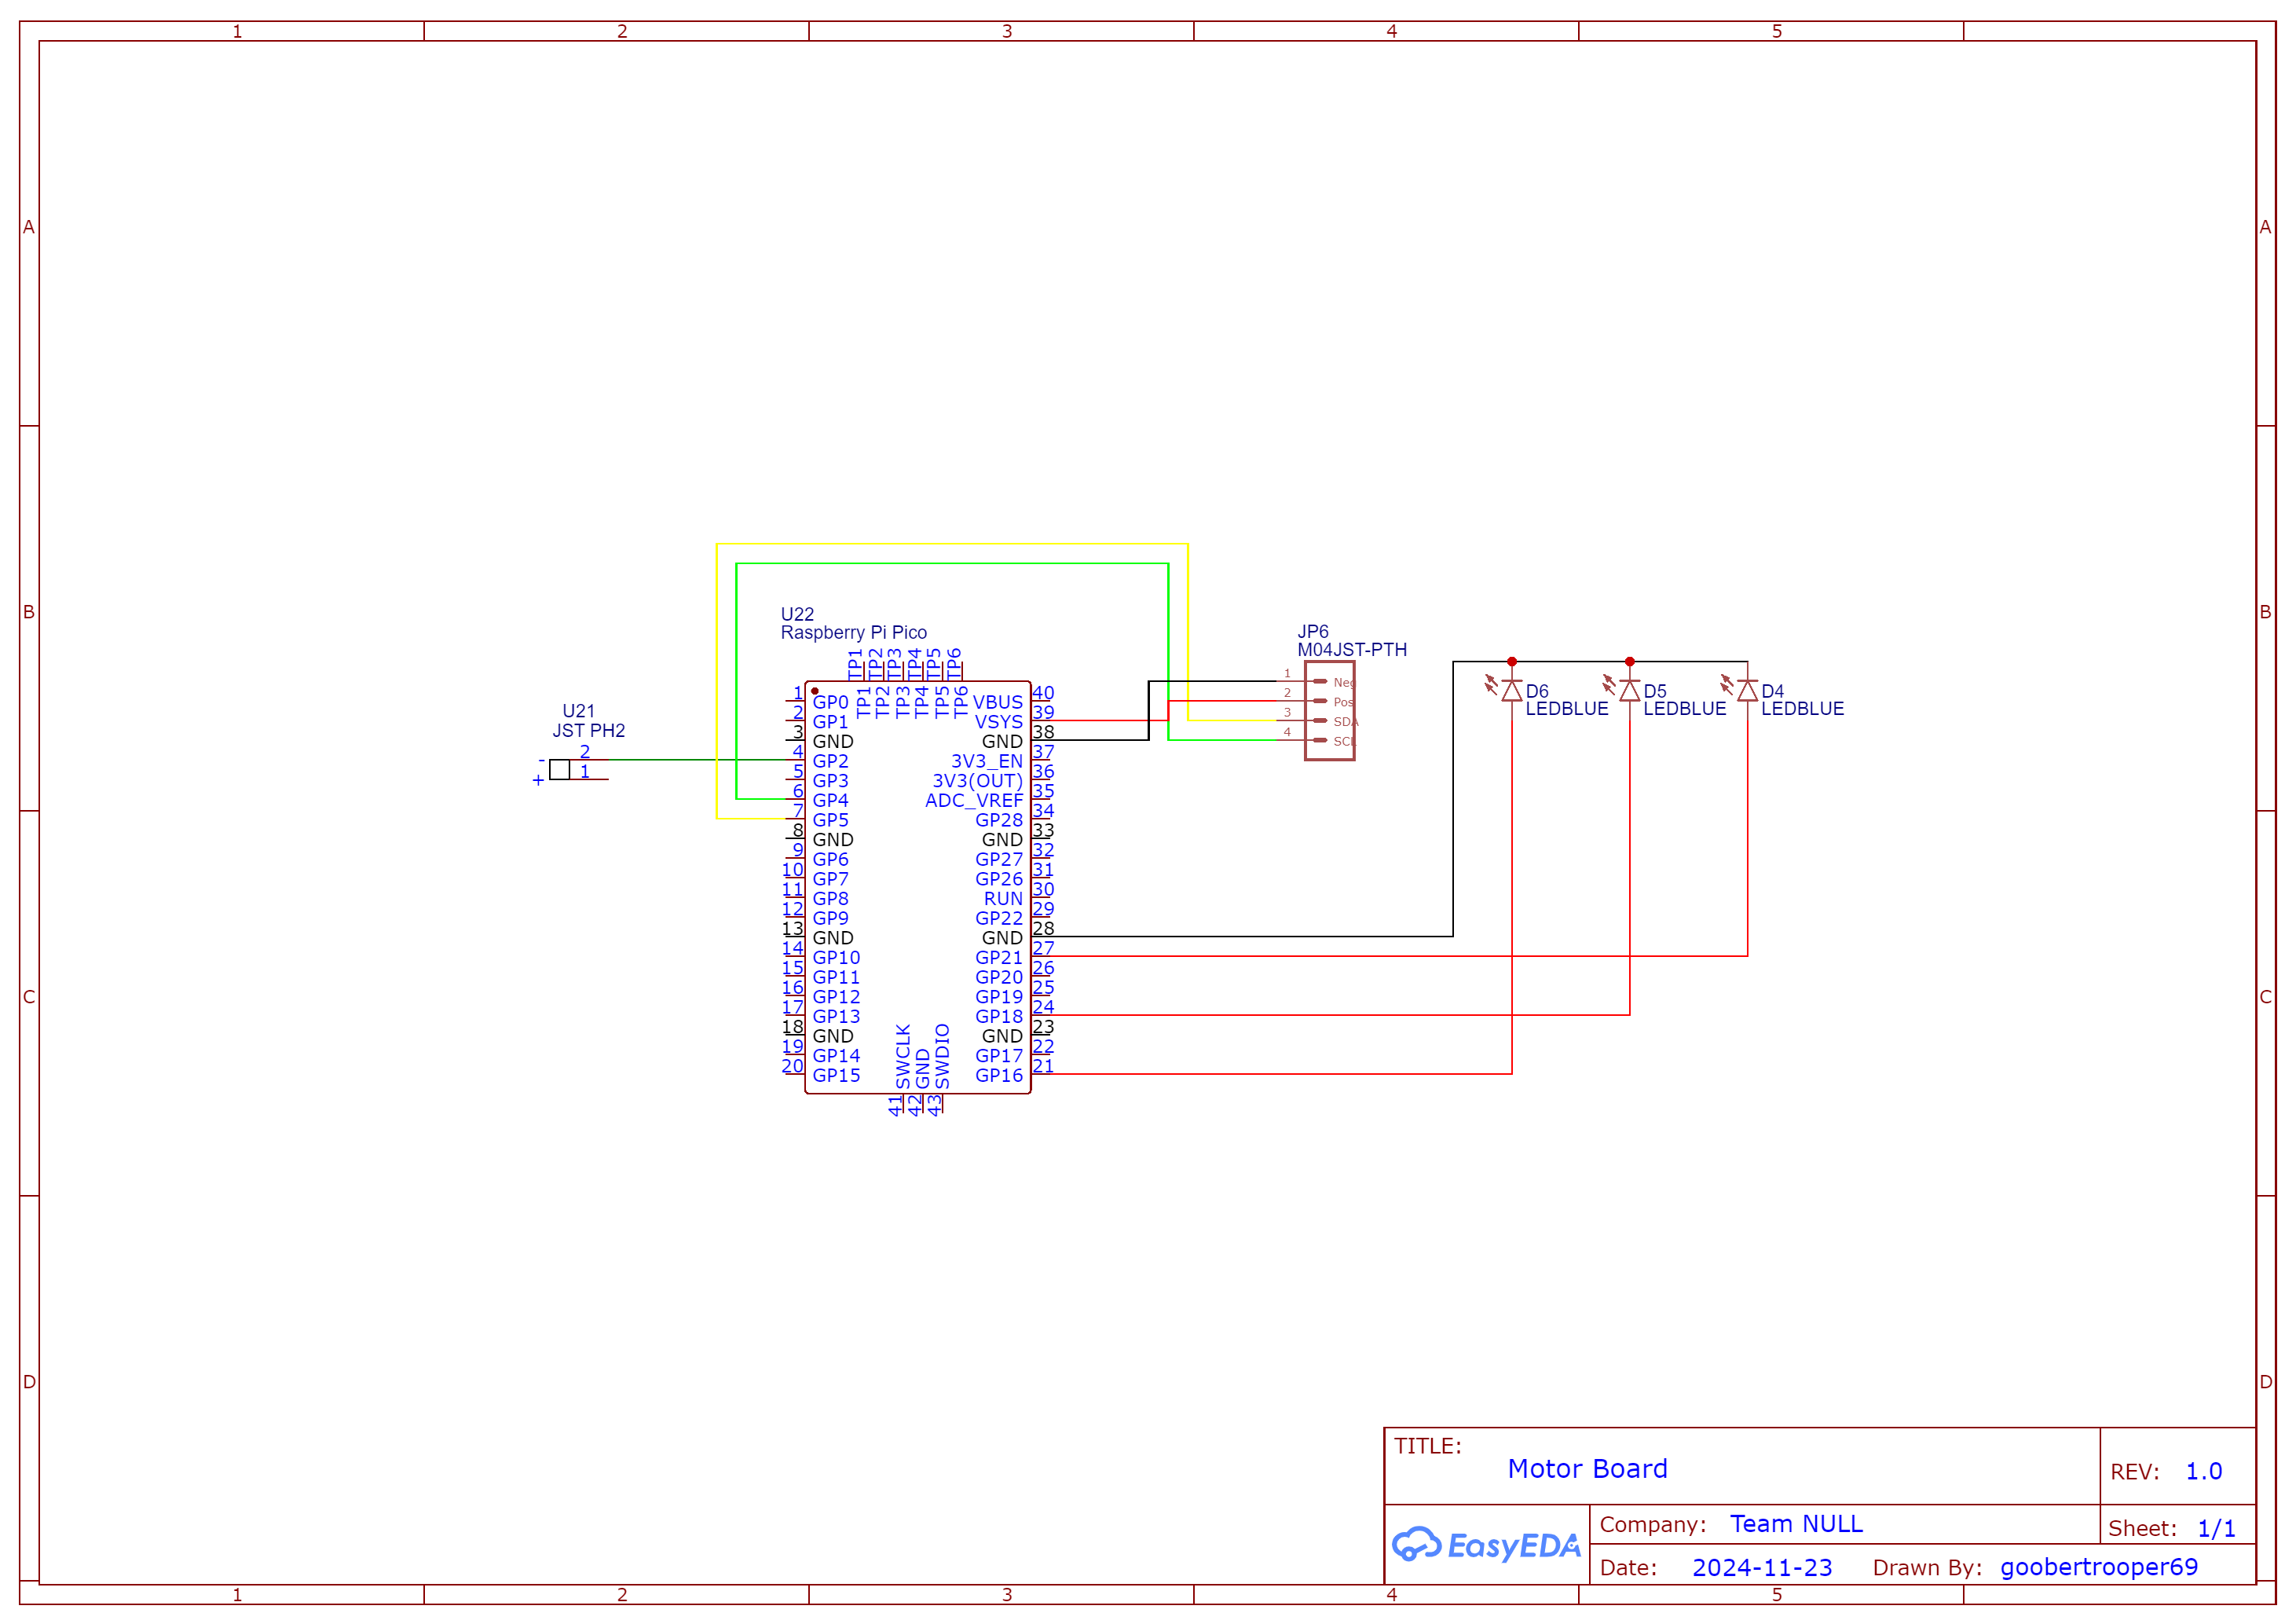 1 2 3 4 5
A A
B B
C C
D D
U22
Raspberry Pi Pico
TP1 TP2 TP3 TP4 TP5 TP6
TP1 TP2 TP3 TP4 TP5 TP6
1 GP0 VBUS 40
2 GP1 VSYS 39
3 GND GND 38
4 GP2 3V3_EN 37
5 GP3 3V3(OUT) 36
6 GP4 ADC_VREF 35
7 GP5 GP28 34
8 GND GND 33
9 GP6 GP27 32
10 GP7 GP26 31
11 GP8 RUN 30
12 GP9 GP22 29
13 GND GND 28
14 GP10 GP21 27
15 GP11 GP20 26
16 GP12 GP19 25
17 GP13 GP18 24
18 GND GND 23
19 GP14 GP17 22
20 GP15 GP16 21
SWCLK GND SWDIO
41 42 43
U21
JST PH2
- 2
+ 1
JP6
M04JST-PTH
1 Neg
2 Pos
3 SDA
4 SCL
D6
LEDBLUE
D5
LEDBLUE
D4
LEDBLUE
TITLE:
Motor Board
REV: 1.0
EasyEDA
Company: Team NULL
Sheet: 1/1
Date: 2024-11-23 Drawn By: goobertrooper69
1 2 3 4 5